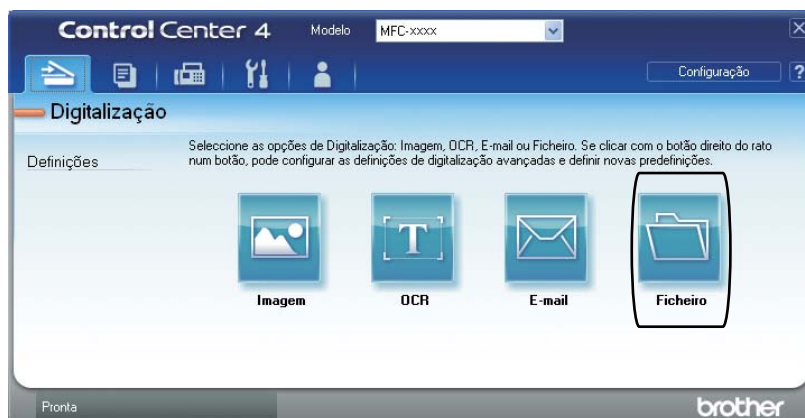 Control Center 4 Modelo MFC-xxxx
Configuração ?
Digitalização
Definições
Seleccione as opções de Digitalização: Imagem, OCR, E-mail ou Ficheiro. Se clicar com o botão direito do rato
num botão, pode configurar as definições de digitalização avançadas e definir novas predefinições.
T
Imagem OCR E-mail Ficheiro
Pronta brother